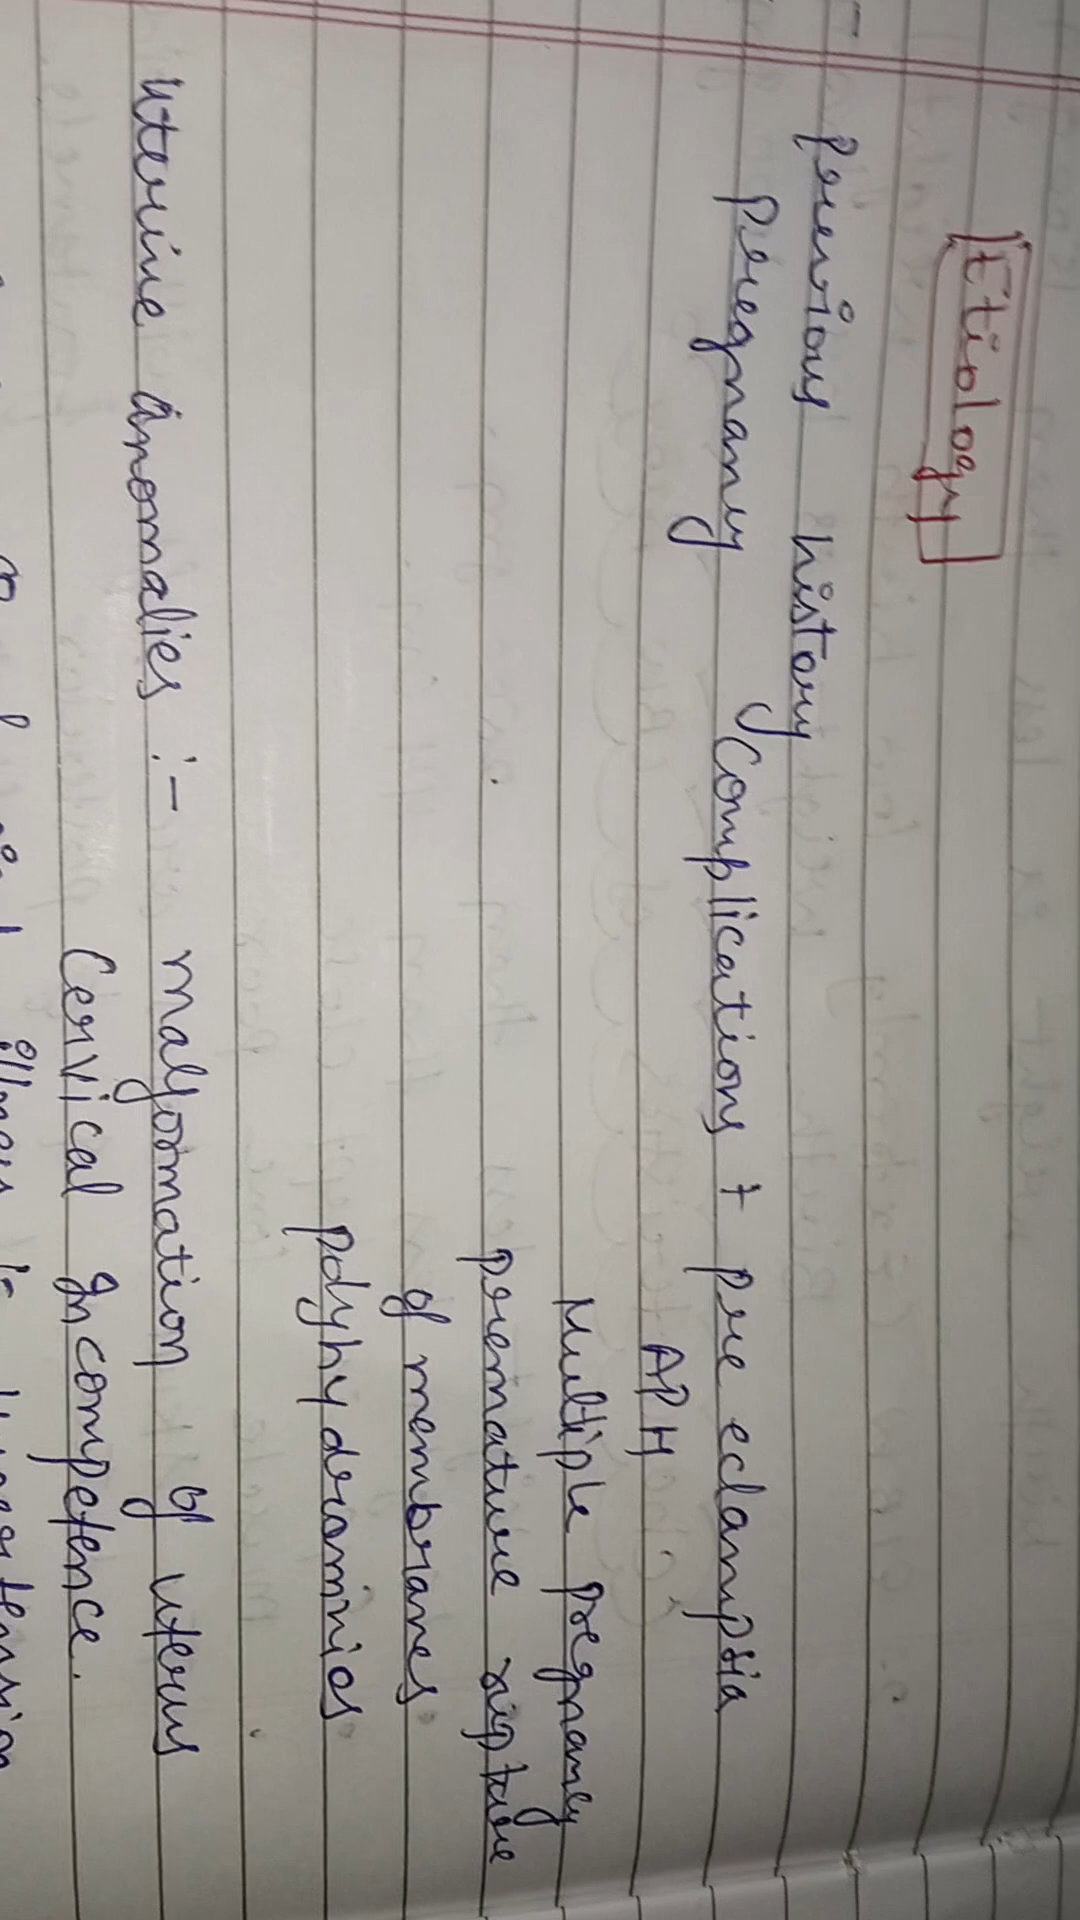 Etiology
previous history
pregnancy complications + pre eclampsia
APH
Multiple pregnancy
premature rupture
of membranes
polyhydramnios
uterine anomalies :- malformation of uterus
Cervical Incompetence.
illness